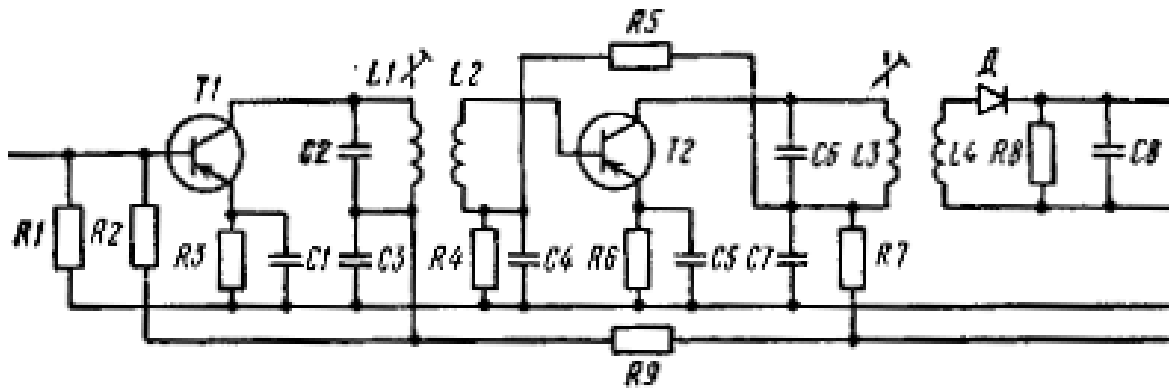 R5
L1 L2 Д
T1
C2 T2 C6 L3 L4 R8 C8
R1 R2 R3 C1 C3 R4 C4 R6 C5 C7 R7
R9